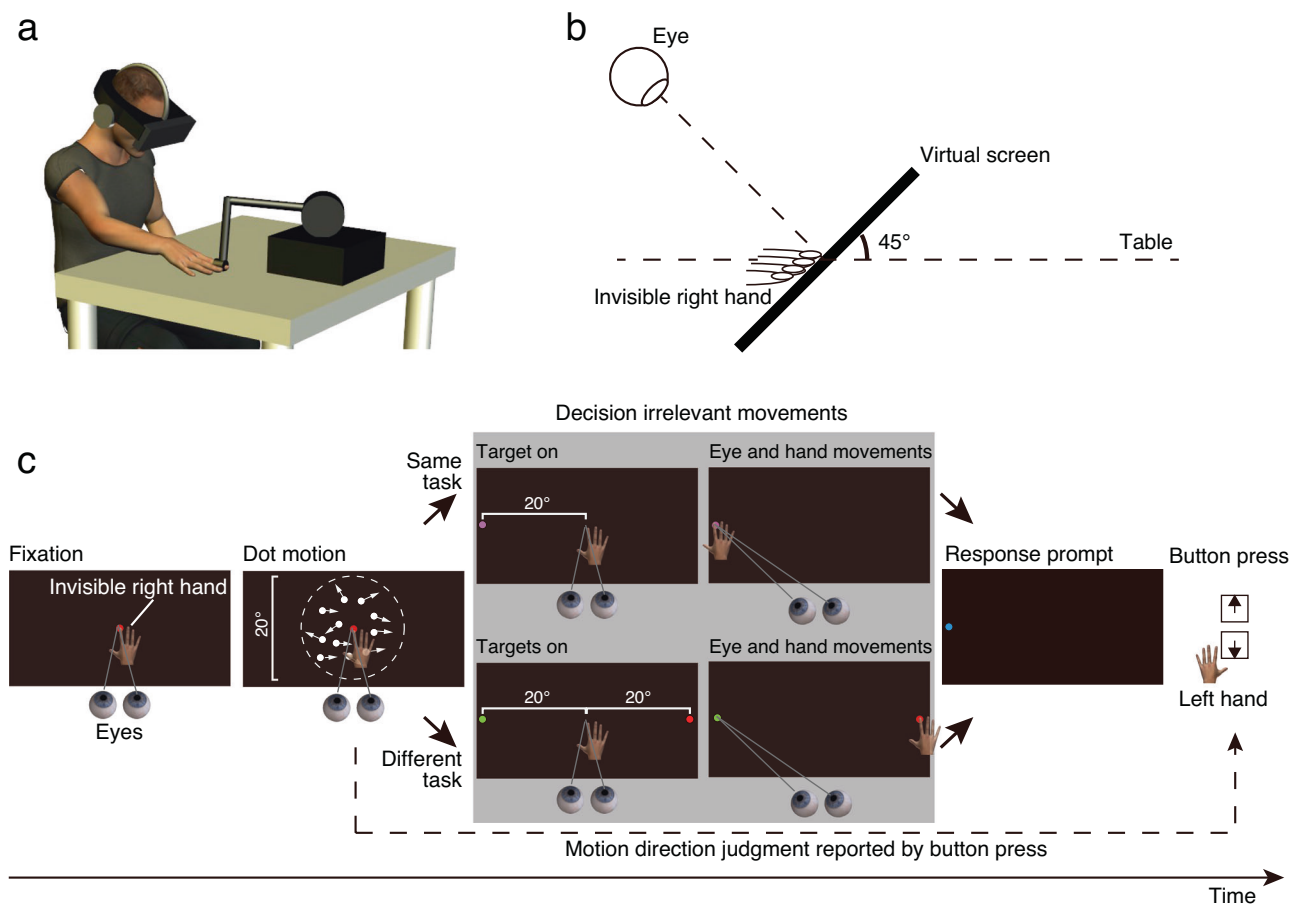 a
b
Eye
Virtual screen
45°
Table
Invisible right hand
c
Decision irrelevant movements
Same
task
Target on
20°
Eye and hand movements
Fixation
Invisible right hand
Eyes
Dot motion
20°
Different
task
Targets on
20°
20°
Eye and hand movements
Response prompt
Button press
Left hand
Motion direction judgment reported by button press
Time